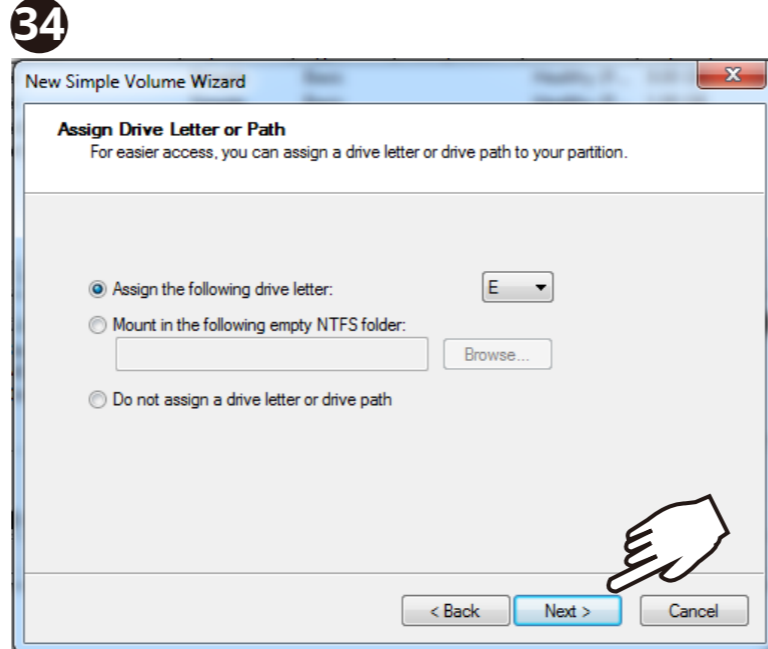 34
New Simple Volume Wizard
X
Assign Drive Letter or Path
For easier access, you can assign a drive letter or drive path to your partition.
Assign the following drive letter: E
Mount in the following empty NTFS folder:
Browse...
Do not assign a drive letter or drive path
< Back Next > Cancel